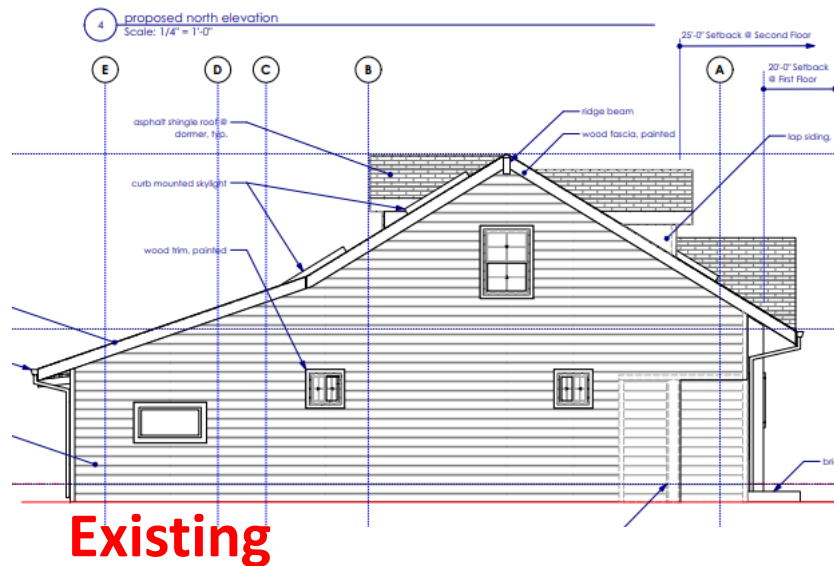 4
proposed north elevation
Scale: 1/4" = 1'-0"
25'-0" Setback @ Second Floor
20'-0" Setback
@ First Floor
E
D
C
B
A
ridge beam
asphalt shingle roof @
dormer, typ.
wood fascia, painted
lap siding,
curb mounted skylight
wood trim, painted
bri
Existing